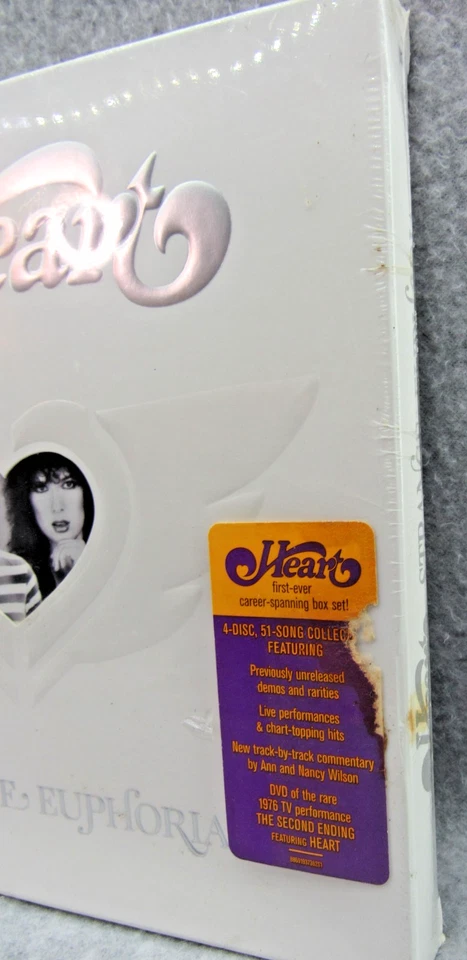 eart
Heart
first-ever
career-spanning box set!
4-DISC, 51-SONG COLLEC
FEATURING
Previously unreleased
demos and rarities
Live performances
& chart-topping hits
New track-by-track commentary
by Ann and Nancy Wilson
DVD of the rare
1976 TV performance
THE SECOND ENDING
FEATURING HEART
E EUPHORIA